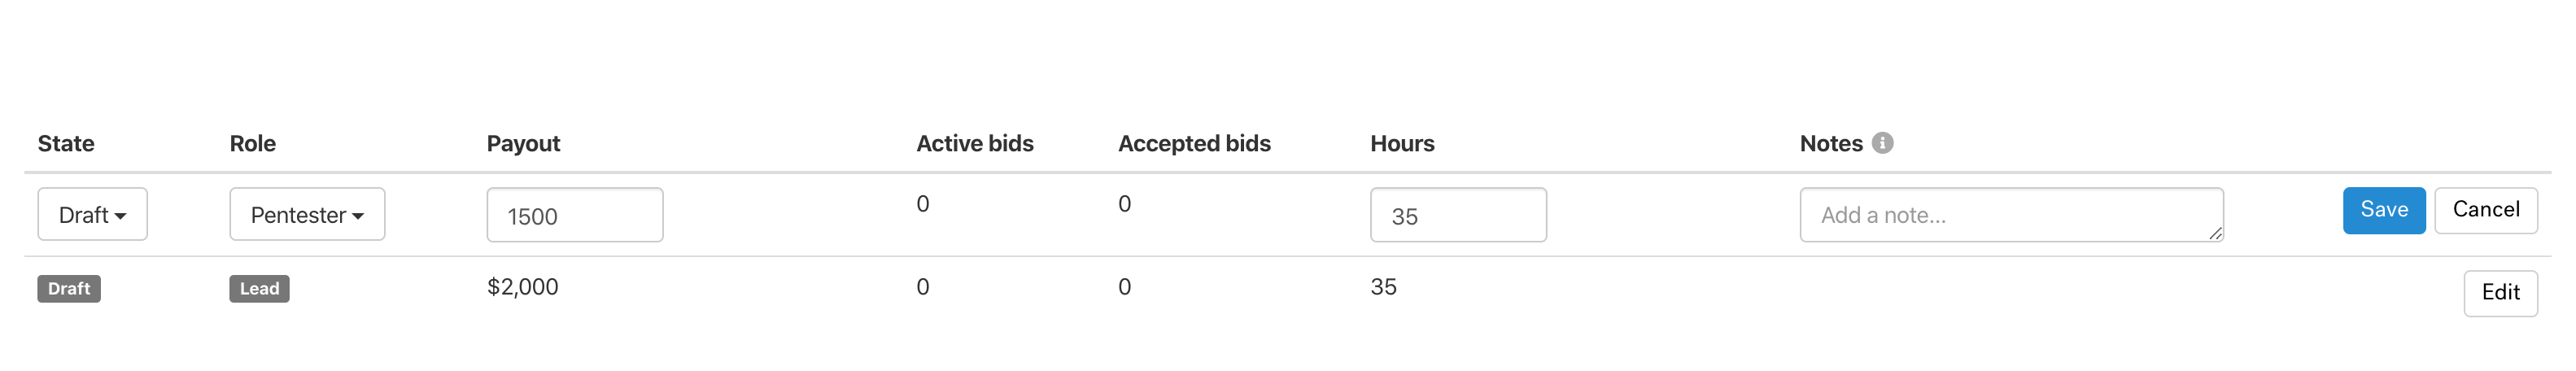 State Role Payout Active bids Accepted bids Hours Notes
Draft Pentester 1500 0 0 35 Add a note... Save Cancel
Draft Lead $2,000 0 0 35 Edit